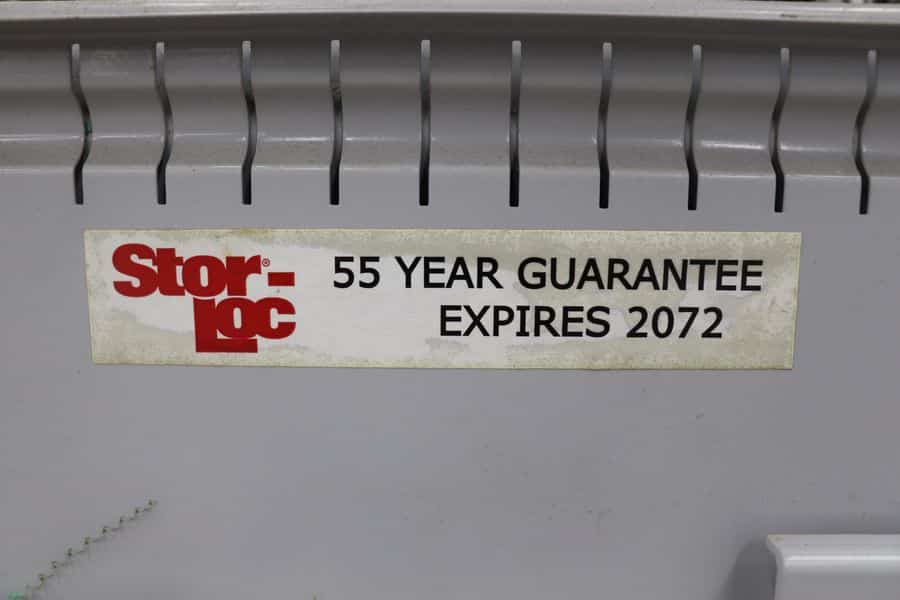 Stor-Loc®
55 YEAR GUARANTEE
EXPIRES 2072